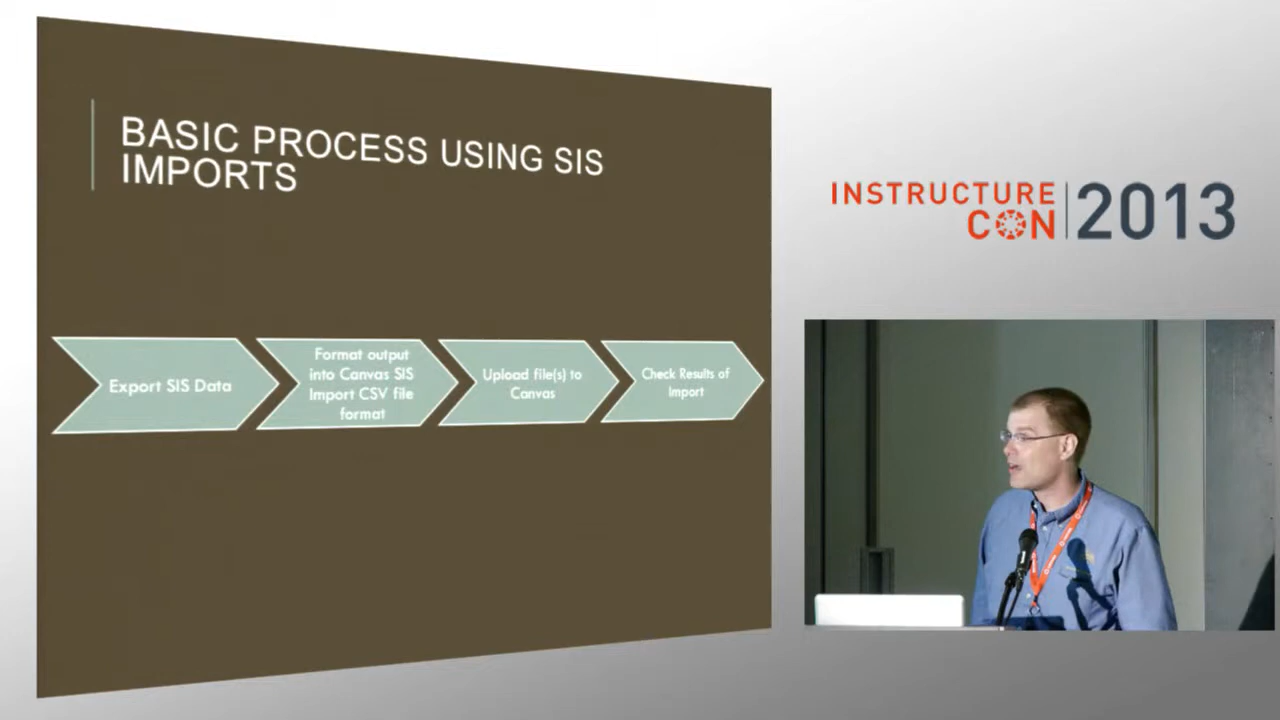 BASIC PROCESS USING SIS
IMPORTS
Export SIS Data
Format output
into Canvas SIS
Import CSV file
format
Upload file(s) to
Canvas
Check Results of
Import
INSTRUCTURE
CON
2013